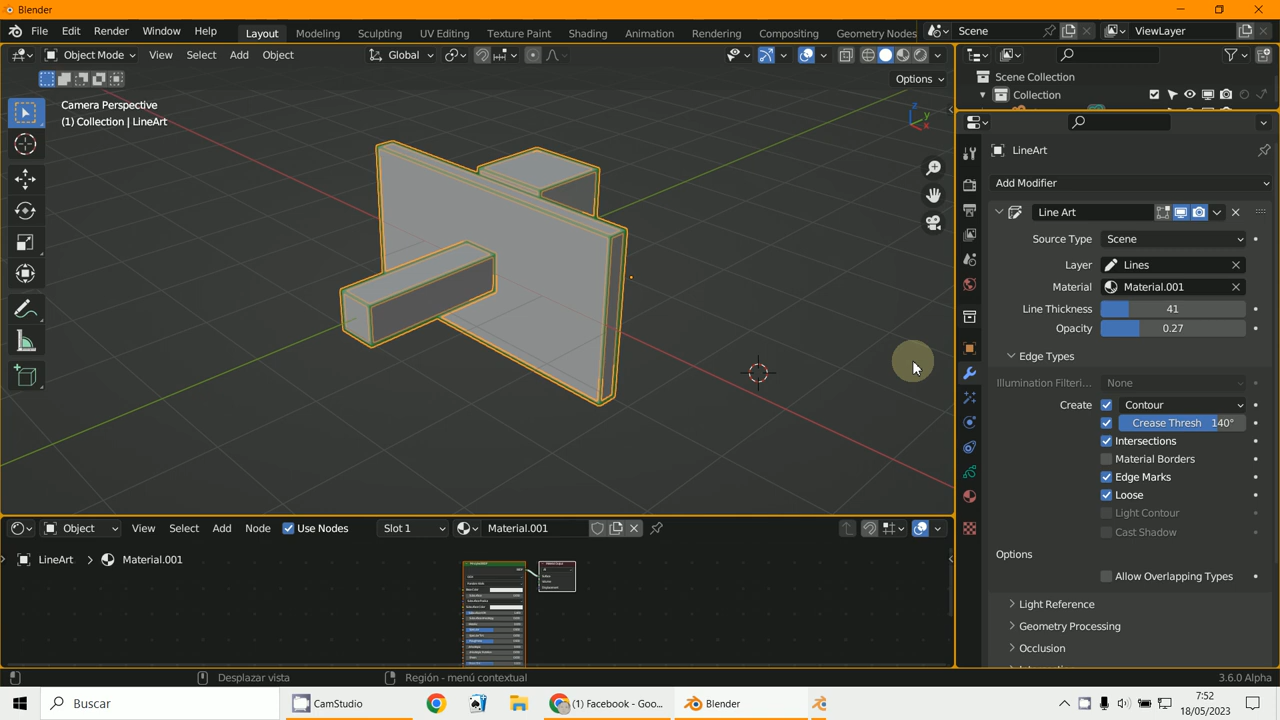 Blender
File Edit Render Window Help Layout Modeling Sculpting UV Editing Texture Paint Shading Animation Rendering Compositing Geometry Nodes Scene ViewLayer
Object Mode View Select Add Object Global
Options
Camera Perspective
(1) Collection | LineArt
Scene Collection
Collection
LineArt
Add Modifier
Line Art
Source Type Scene
Layer Lines
Material Material.001
Line Thickness 41
Opacity 0.27
Edge Types
Illumination Filteri... None
Create Contour
Crease Thresh 140°
Intersections
Material Borders
Edge Marks
Loose
Light Contour
Cast Shadow
Options
Allow Overlapping Types
Light Reference
Geometry Processing
Occlusion
Z
Y
X
Object View Select Add Node Use Nodes Slot 1 Material.001
LineArt Material.001
Desplazar vista Región - menú contextual 3.6.0 Alpha
Buscar CamStudio (1) Facebook - Goo... Blender
7:52
18/05/2023